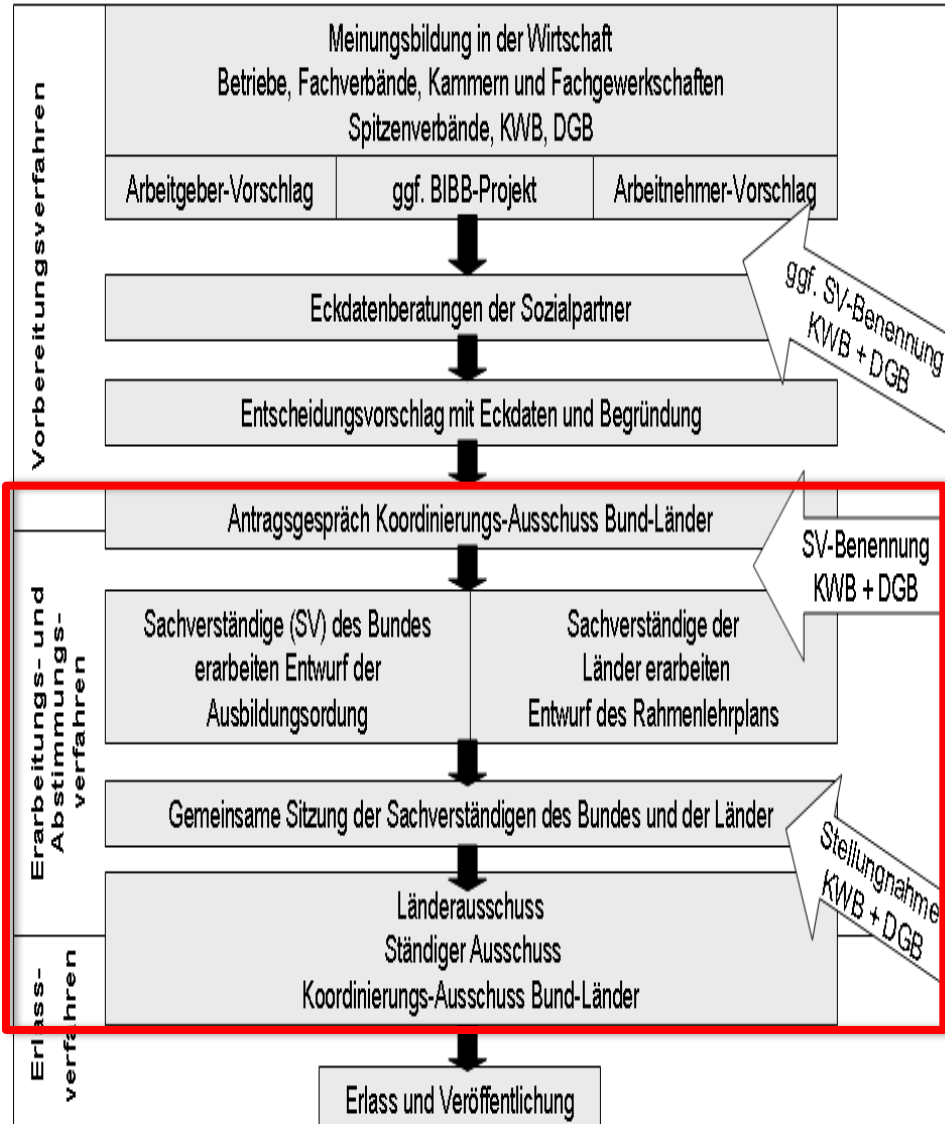 Vorbereitungsverfahren
Meinungsbildung in der Wirtschaft
Betriebe, Fachverbände, Kammern und Fachgewerkschaften
Spitzenverbände, KWB, DGB
Arbeitgeber-Vorschlag
ggf. BIBB-Projekt
Arbeitnehmer-Vorschlag
ggf. SV-Benennung
KWB + DGB
Eckdatenberatungen der Sozialpartner
Entscheidungsvorschlag mit Eckdaten und Begründung
Erarbeitungs- und
Abstimmungs-
verfahren
Antragsgespräch Koordinierungs-Ausschuss Bund-Länder
SV-Benennung
KWB + DGB
Sachverständige (SV) des Bundes
erarbeiten Entwurf der
Ausbildungsordung
Sachverständige der
Länder erarbeiten
Entwurf des Rahmenlehrplans
Gemeinsame Sitzung der Sachverständigen des Bundes und der Länder
Stellungnahme
KWB + DGB
Länderausschuss
Ständiger Ausschuss
Koordinierungs-Ausschuss Bund-Länder
Erlass-
verfahren
Erlass und Veröffentlichung